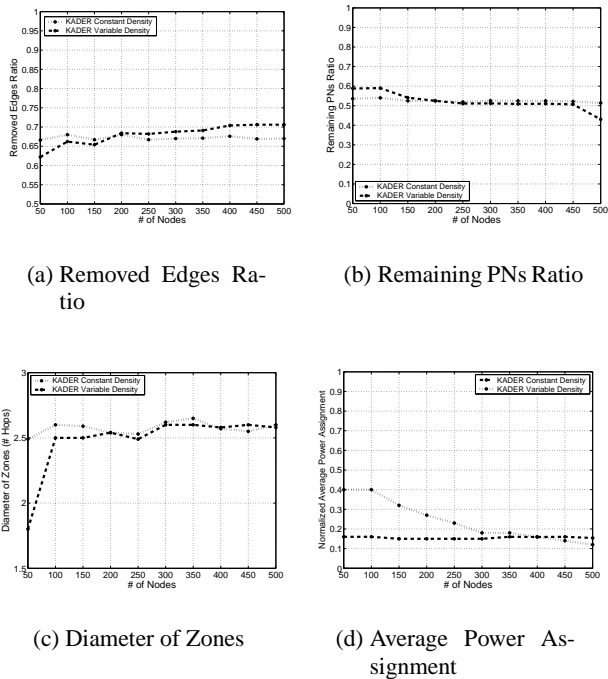 KADER Constant Density
KADER Variable Density
1
0.95
0.9
0.85
0.8
0.75
0.7
0.65
0.6
0.55
0.5
Removed Edges Ratio
50 100 150 200 250 300 350 400 450 500
# of Nodes
(a) Removed Edges Ra-
tio
1
0.9
0.8
0.7
0.6
0.5
0.4
0.3
0.2
0.1
0
Remaining PNs Ratio
KADER Constant Density
KADER Variable Density
50 100 150 200 250 300 350 400 450 500
# of Nodes
(b) Remaining PNs Ratio
KADER Constant Density
KADER Variable Density
3
2.5
2
1.5
Diameter of Zones (# Hops)
50 100 150 200 250 300 350 400 450 500
# of Nodes
(c) Diameter of Zones
KADER Constant Density
KADER Variable Density
1
0.9
0.8
0.7
0.6
0.5
0.4
0.3
0.2
0.1
0
Normalized Average Power Assignment
50 100 150 200 250 300 350 400 450 500
# of Nodes
(d) Average Power As-
signment